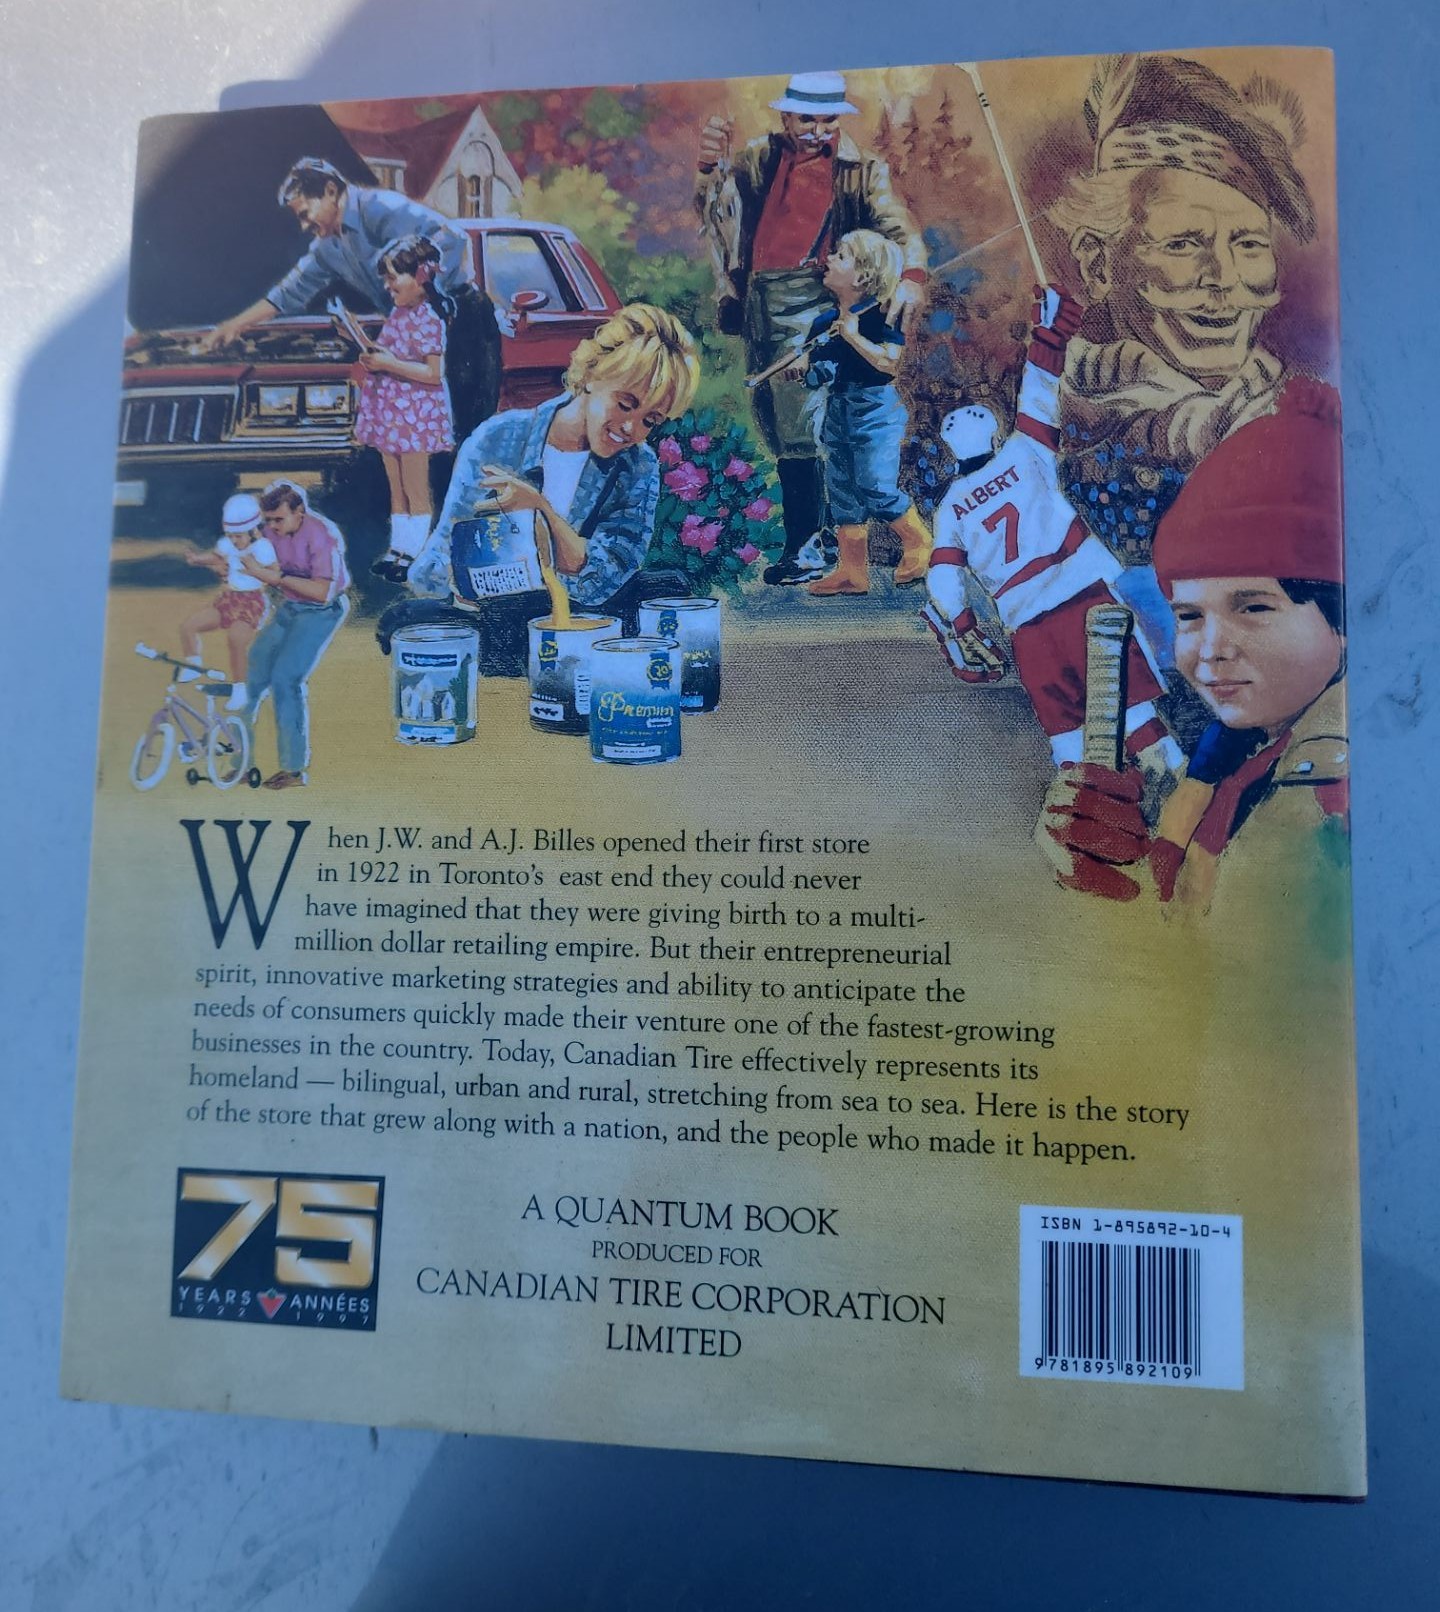 ALBERT
7
20
Premium
When J.W. and A.J. Billes opened their first store
in 1922 in Toronto's east end they could never
have imagined that they were giving birth to a multi-
million dollar retailing empire. But their entrepreneurial
spirit, innovative marketing strategies and ability to anticipate the
needs of consumers quickly made their venture one of the fastest-growing
businesses in the country. Today, Canadian Tire effectively represents its
homeland — bilingual, urban and rural, stretching from sea to sea. Here is the story
of the store that grew along with a nation, and the people who made it happen.
75
YEARS ANNÉES
1922 1997
A QUANTUM BOOK
PRODUCED FOR
CANADIAN TIRE CORPORATION
LIMITED
ISBN 1-895892-10-4
9 781895 892109